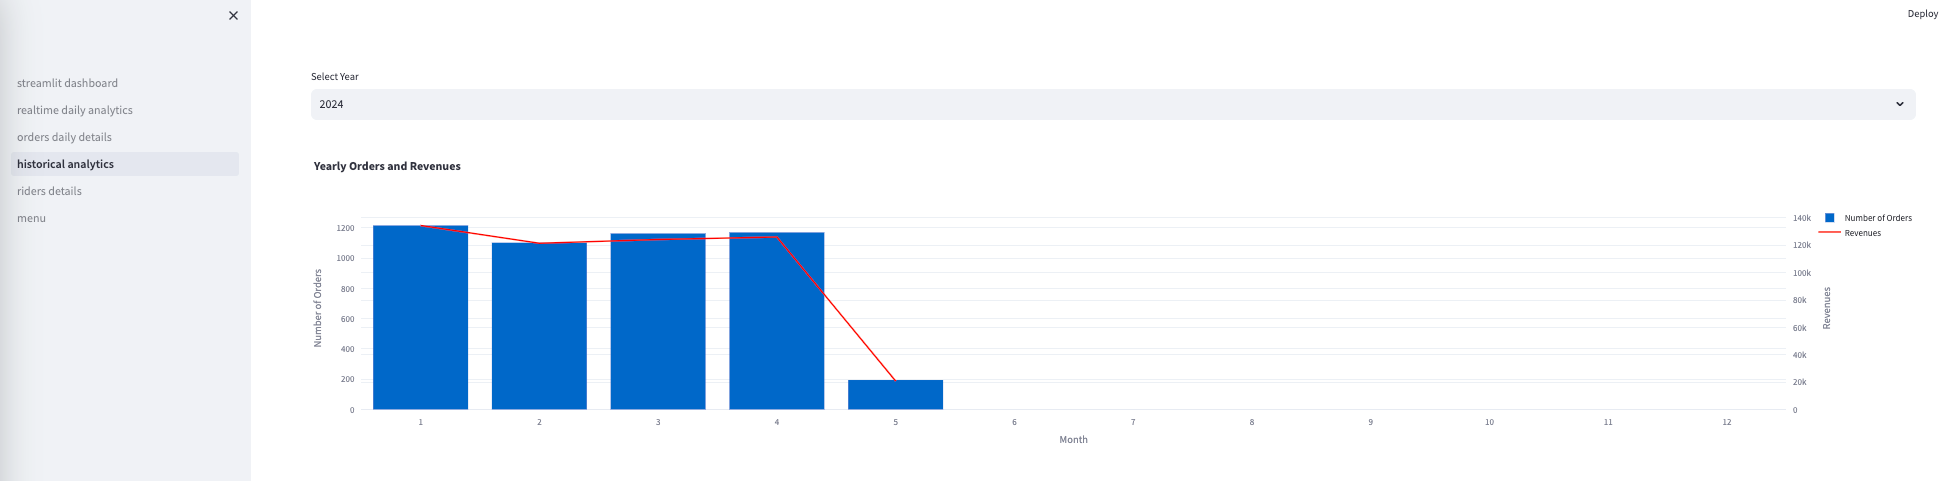 Deploy
streamlit dashboard
realtime daily analytics
orders daily details
historical analytics
riders details
menu
Select Year
2024
Yearly Orders and Revenues
1200
1000
800
600
400
200
0
Number of Orders
140k
120k
100k
80k
60k
40k
20k
0
Revenues
Number of Orders
Revenues
1 2 3 4 5 6 7 8 9 10 11 12
Month